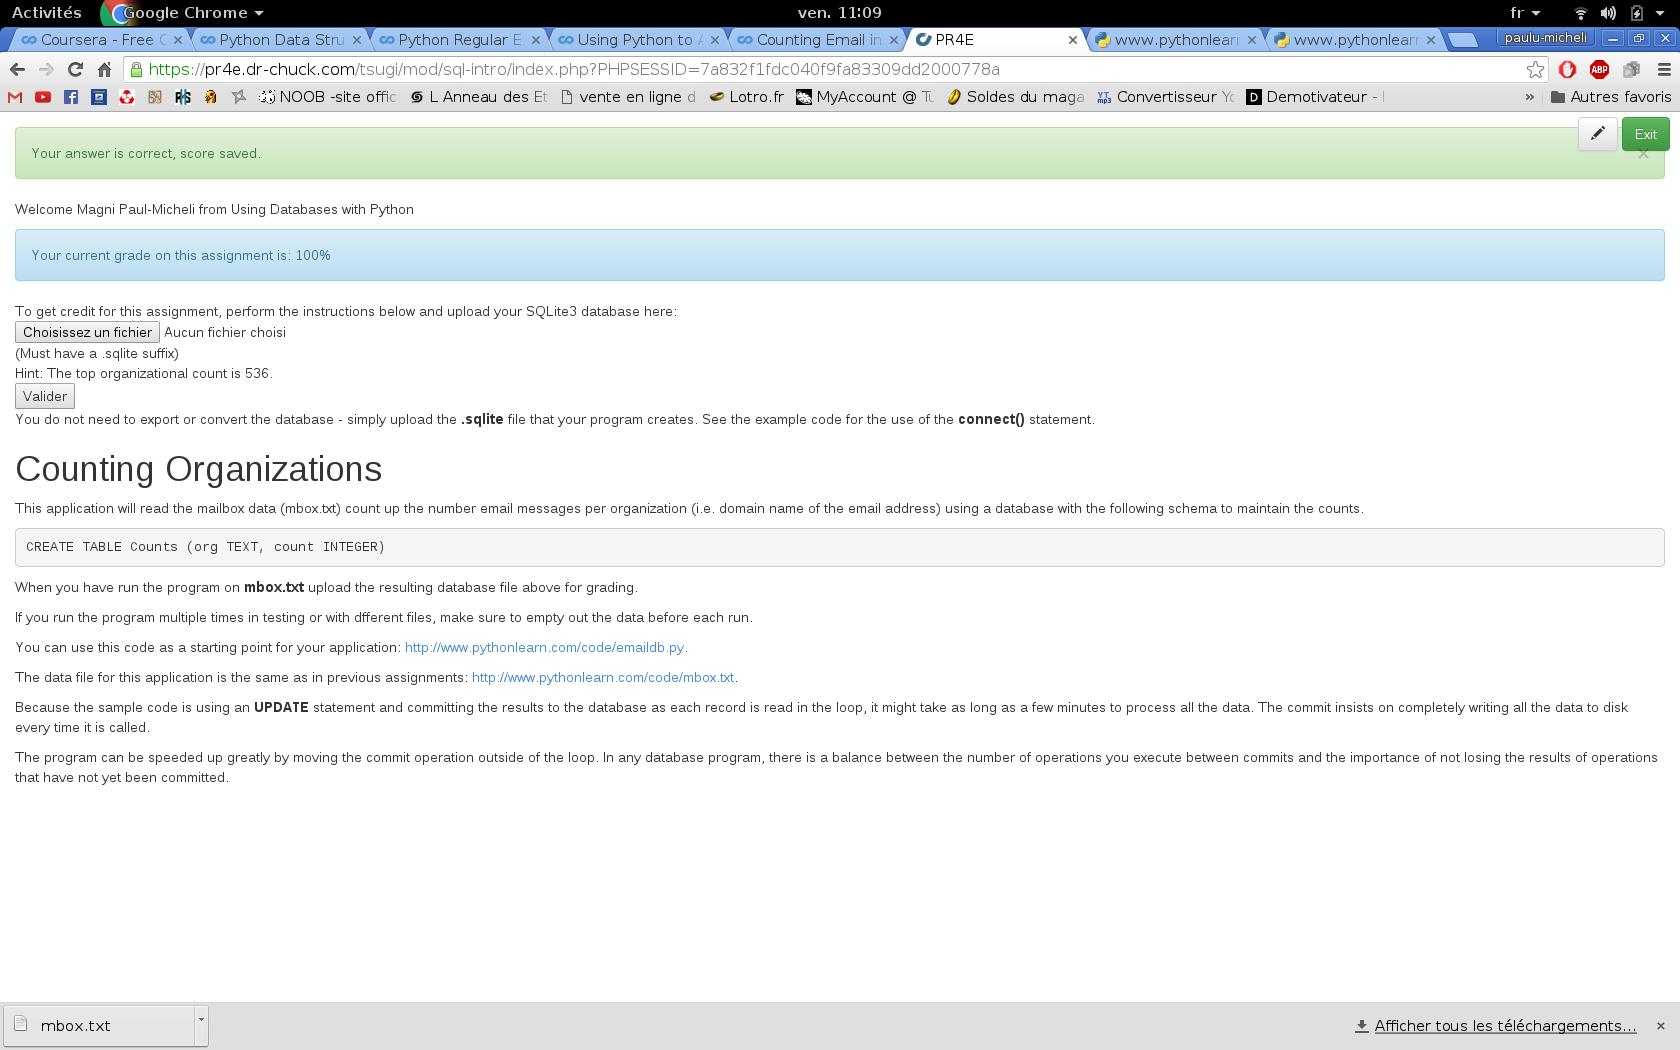 Activités Google Chrome ven. 11:09 fr
Coursera - Free Python Data Stru Python Regular E Using Python to Counting Email in PR4E www.pythonlearn www.pythonlearn paulu-micheli
https://pr4e.dr-chuck.com/tsugi/mod/sql-intro/index.php?PHPSESSID=7a832f1fdc040f9fa83309dd2000778a ABP
NOOB -site offic L Anneau des Et vente en ligne d Lotro.fr MyAccount @ Tu Soldes du maga Convertisseur Yo Demotivateur - » Autres favoris
Exit
Your answer is correct, score saved.
Welcome Magni Paul-Micheli from Using Databases with Python
Your current grade on this assignment is: 100%
To get credit for this assignment, perform the instructions below and upload your SQLite3 database here:
Choisissez un fichier Aucun fichier choisi
(Must have a .sqlite suffix)
Hint: The top organizational count is 536.
Valider
You do not need to export or convert the database - simply upload the .sqlite file that your program creates. See the example code for the use of the connect() statement.
Counting Organizations
This application will read the mailbox data (mbox.txt) count up the number email messages per organization (i.e. domain name of the email address) using a database with the following schema to maintain the counts.
CREATE TABLE Counts (org TEXT, count INTEGER)
When you have run the program on mbox.txt upload the resulting database file above for grading.
If you run the program multiple times in testing or with dfferent files, make sure to empty out the data before each run.
You can use this code as a starting point for your application: http://www.pythonlearn.com/code/emaildb.py.
The data file for this application is the same as in previous assignments: http://www.pythonlearn.com/code/mbox.txt.
Because the sample code is using an UPDATE statement and committing the results to the database as each record is read in the loop, it might take as long as a few minutes to process all the data. The commit insists on completely writing all the data to disk
every time it is called.
The program can be speeded up greatly by moving the commit operation outside of the loop. In any database program, there is a balance between the number of operations you execute between commits and the importance of not losing the results of operations
that have not yet been committed.
mbox.txt Afficher tous les téléchargements...